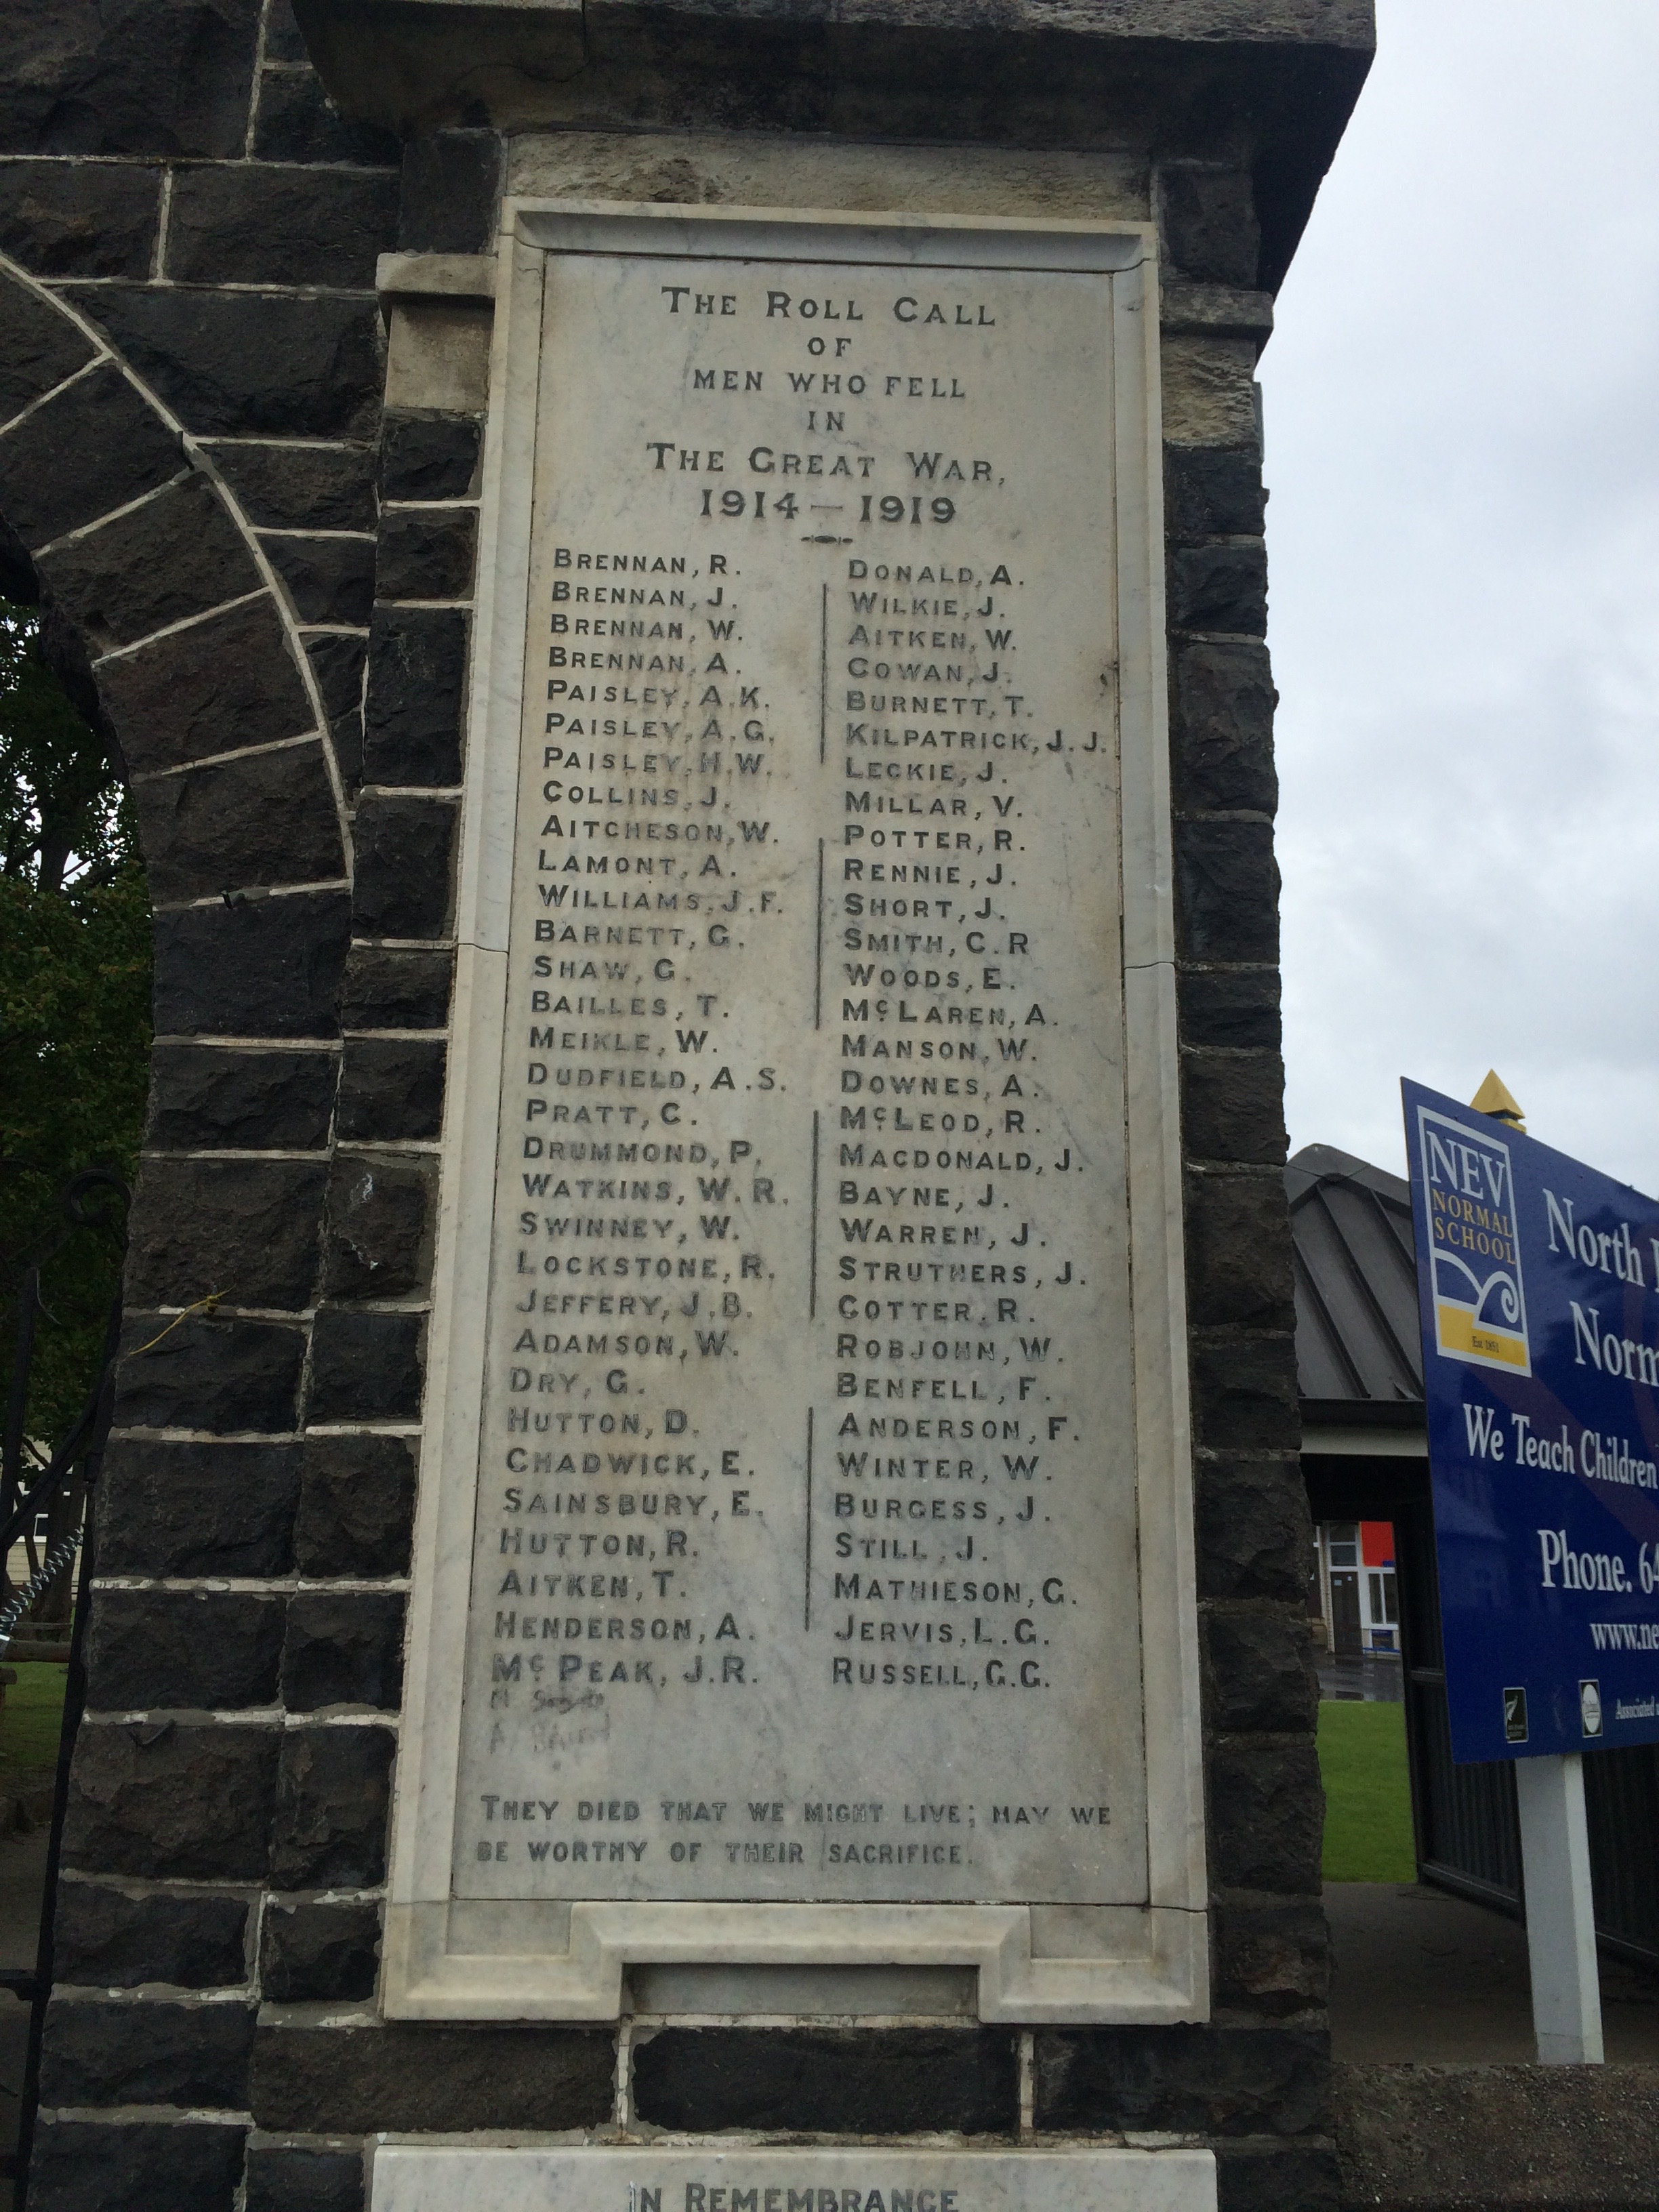 THE ROLL CALL
OF
MEN WHO FELL
IN
THE GREAT WAR,
1914 — 1919
BRENNAN, R.
BRENNAN, J.
BRENNAN, W.
BRENNAN, A.
PAISLEY, A.K.
PAISLEY, A.G.
PAISLEY, H.W.
COLLINS, J.
AITCHESON, W.
LAMONT, A.
WILLIAMS, J.F.
BARNETT, G.
SHAW, G.
BAILLES, T.
MEIKLE, W.
DUDFIELD, A.S.
PRATT, C.
DRUMMOND, P.
WATKINS, W.R.
SWINNEY, W.
LOCKSTONE, R.
JEFFERY, J.B.
ADAMSON, W.
DRY, G.
HUTTON, D.
CHADWICK, E.
SAINSBURY, E.
HUTTON, R.
AITKEN, T.
HENDERSON, A.
McPEAK, J.R.
DONALD, A.
WILKIE, J.
AITKEN, W.
COWAN, J.
BURNETT, T.
KILPATRICK, J.J.
LECKIE, J.
MILLAR, V.
POTTER, R.
RENNIE, J.
SHORT, J.
SMITH, C.R
WOODS, E.
McLAREN, A.
MANSON, W.
DOWNES, A.
McLEOD, R.
MACDONALD, J.
BAYNE, J.
WARREN, J.
STRUTHERS, J.
COTTER, R.
ROBJOHN, W.
BENFELL, F.
ANDERSON, F.
WINTER, W.
BURGESS, J.
STILL, J.
MATHIESON, G.
JERVIS, L.G.
RUSSELL, G.G.
THEY DIED THAT WE MIGHT LIVE; MAY WE
BE WORTHY OF THEIR SACRIFICE.
IN REMEMBRANCE
NEV
NORMAL
SCHOOL
Est 1851
North
Norm
We Teach Children
Phone. 64
www.ne
Associated